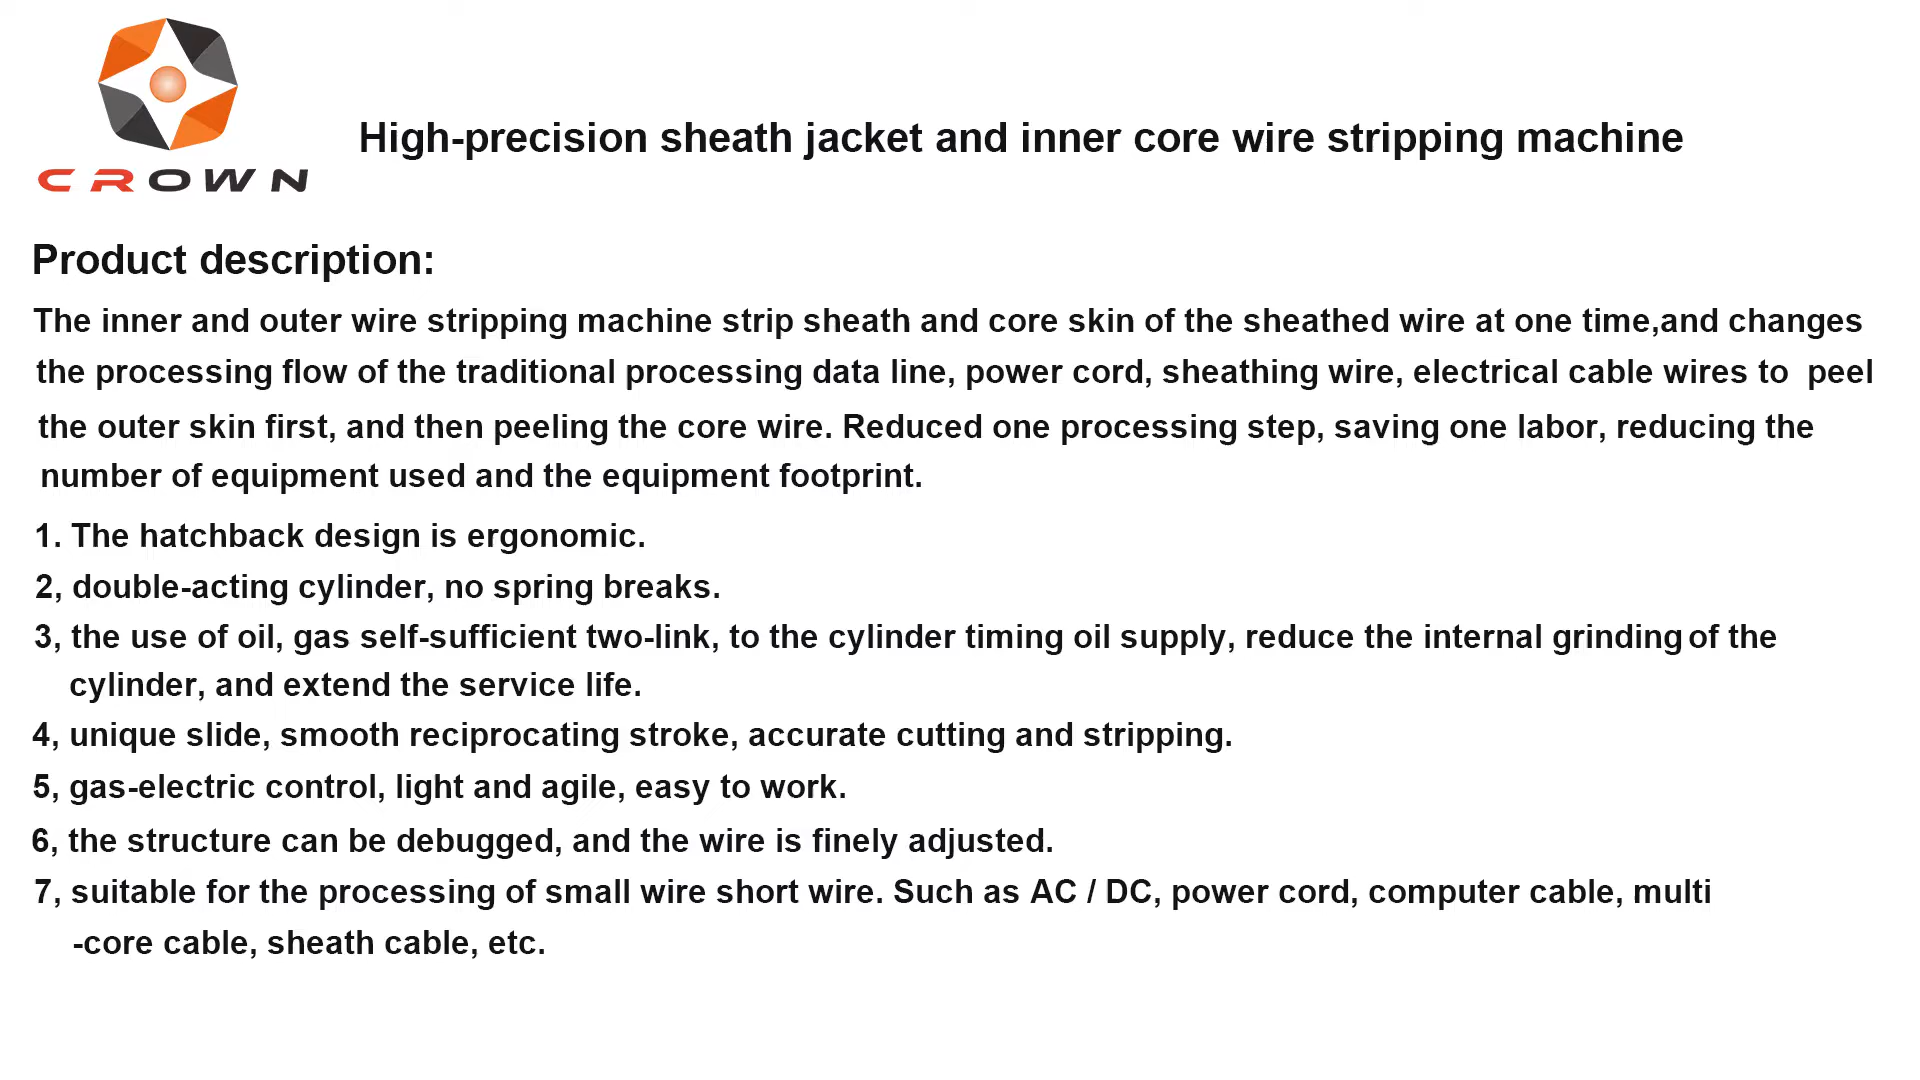 CROWN
High-precision sheath jacket and inner core wire stripping machine
Product description:
The inner and outer wire stripping machine strip sheath and core skin of the sheathed wire at one time,and changes
the processing flow of the traditional processing data line, power cord, sheathing wire, electrical cable wires to peel
the outer skin first, and then peeling the core wire. Reduced one processing step, saving one labor, reducing the
number of equipment used and the equipment footprint.
1. The hatchback design is ergonomic.
2, double-acting cylinder, no spring breaks.
3, the use of oil, gas self-sufficient two-link, to the cylinder timing oil supply, reduce the internal grinding of the
cylinder, and extend the service life.
4, unique slide, smooth reciprocating stroke, accurate cutting and stripping.
5, gas-electric control, light and agile, easy to work.
6, the structure can be debugged, and the wire is finely adjusted.
7, suitable for the processing of small wire short wire. Such as AC / DC, power cord, computer cable, multi
-core cable, sheath cable, etc.